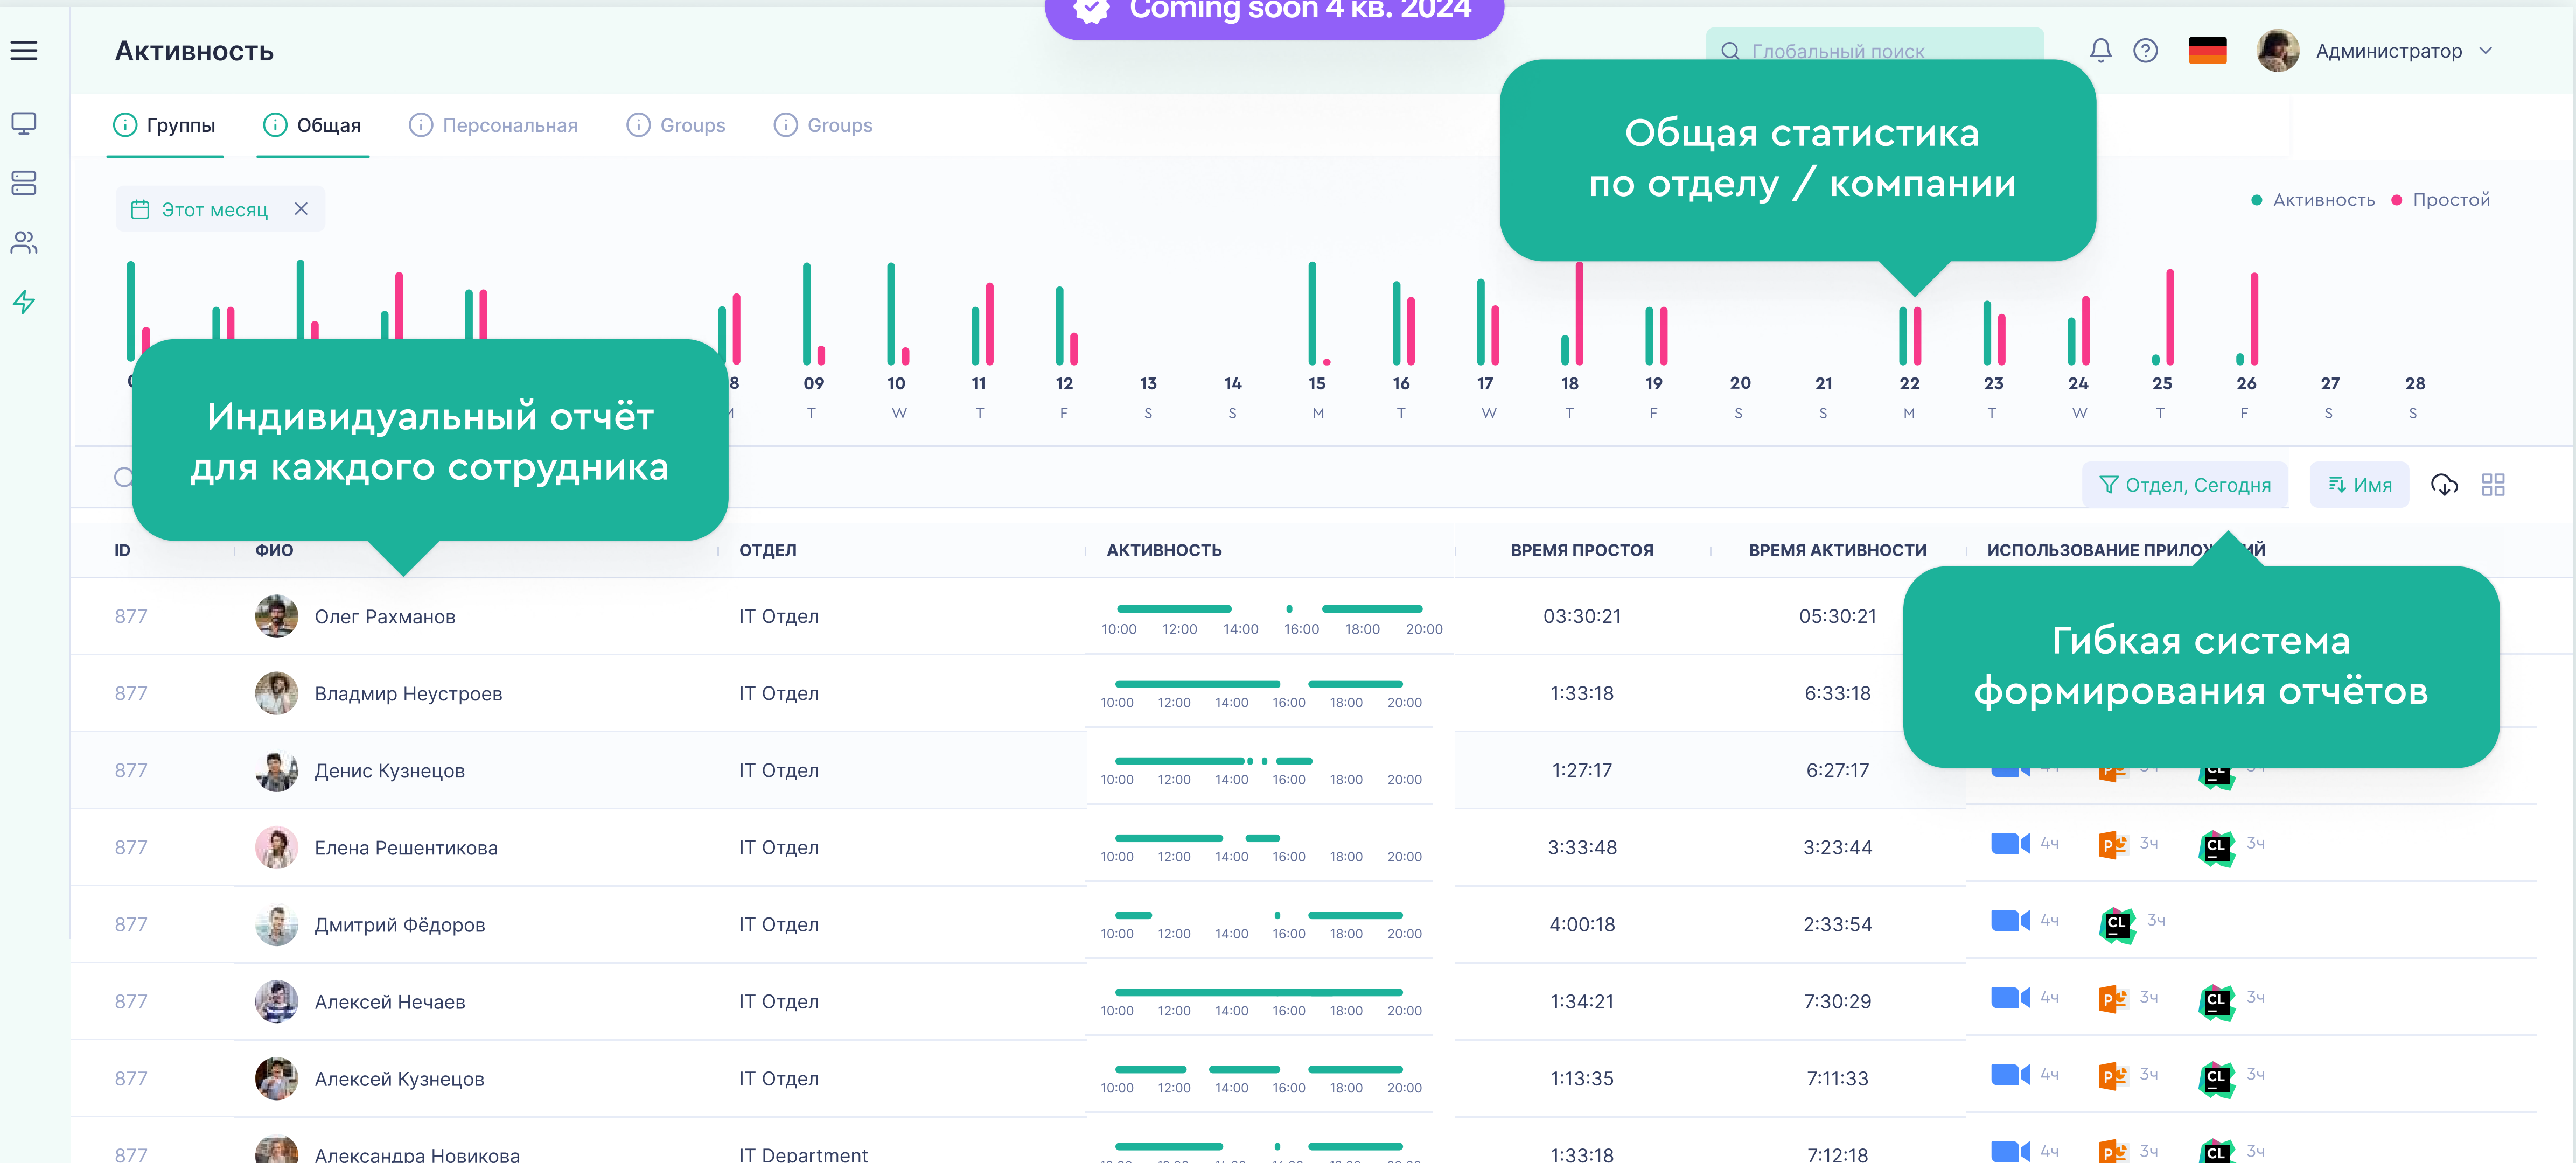 Coming soon 4 кв. 2024
Активность
Глобальный поиск
Администратор
Группы
Общая
Персональная
Groups
Groups
Общая статистика
по отделу / компании
Этот месяц
Активность
Простой
8 09 10 11 12 13 14 15 16 17 18 19 20 21 22 23 24 25 26 27 28
T W T F S S M T W T F S S M T W T F S S
Индивидуальный отчёт
для каждого сотрудника
Отдел, Сегодня
Имя
ID ФИО ОТДЕЛ АКТИВНОСТЬ ВРЕМЯ ПРОСТОЯ ВРЕМЯ АКТИВНОСТИ ИСПОЛЬЗОВАНИЕ
Гибкая система
формирования отчётов
877 Олег Рахманов IT Отдел 03:30:21 05:30:21
10:00 12:00 14:00 16:00 18:00 20:00
877 Владмир Неустроев IT Отдел 1:33:18 6:33:18
10:00 12:00 14:00 16:00 18:00 20:00
877 Денис Кузнецов IT Отдел 1:27:17 6:27:17
10:00 12:00 14:00 16:00 18:00 20:00
877 Елена Решентикова IT Отдел 3:33:48 3:23:44 4ч P 3ч CL 3ч
10:00 12:00 14:00 16:00 18:00 20:00
877 Дмитрий Фёдоров IT Отдел 4:00:18 2:33:54 4ч CL 3ч
10:00 12:00 14:00 16:00 18:00 20:00
877 Алексей Нечаев IT Отдел 1:34:21 7:30:29 4ч P 3ч CL 3ч
10:00 12:00 14:00 16:00 18:00 20:00
877 Алексей Кузнецов IT Отдел 1:13:35 7:11:33 4ч P 3ч CL 3ч
10:00 12:00 14:00 16:00 18:00 20:00
877 Александра Новикова IT Department 1:33:18 7:12:18 4ч P 3ч CL 3ч